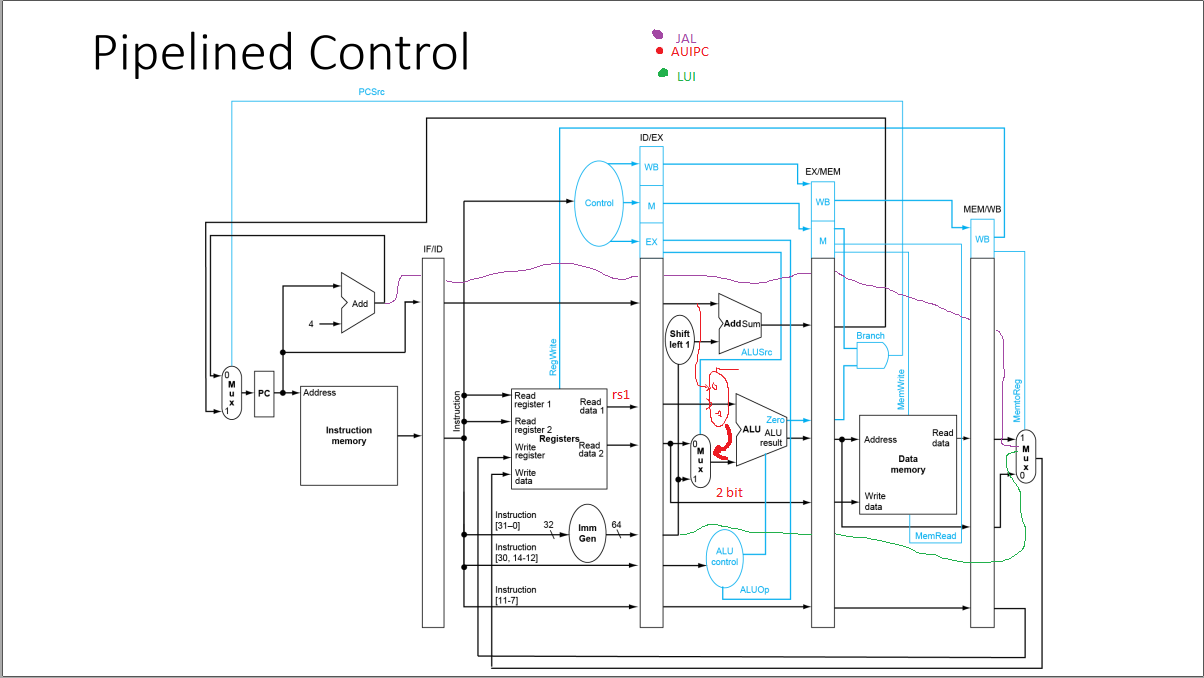 Pipelined Control
JAL
AUIPC
LUI
PCSrc
ID/EX
WB
EX/MEM
Control
M
WB
MEM/WB
EX
M
WB
IF/ID
Add
4
Shift
left 1
Add Sum
ALUSrc
Branch
RegWrite
MemWrite
MemtoReg
0
M
u
x
1
PC
Address
Instruction
memory
Instruction
Read
register 1
Read
register 2
Registers
Write
register
Write
data
Read
data 1
Read
data 2
rs1
0
M
u
x
1
ALU
Zero
ALU
result
Address
Read
data
Data
memory
Write
data
1
M
u
x
0
2 bit
MemRead
Instruction
[31–0]
32
Imm
Gen
64
Instruction
[30, 14-12]
ALU
control
ALUOp
Instruction
[11-7]